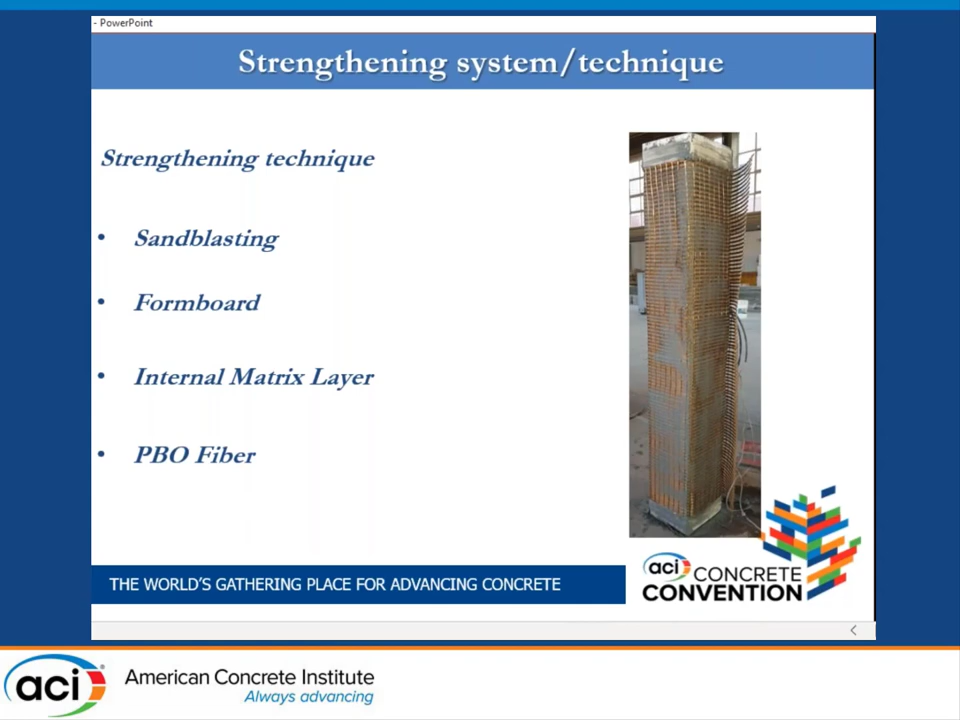 - PowerPoint
Strengthening system/technique
Strengthening technique
• Sandblasting
• Formboard
• Internal Matrix Layer
• PBO Fiber
THE WORLD'S GATHERING PLACE FOR ADVANCING CONCRETE
aci CONCRETE
CONVENTION
aci
American Concrete Institute
Always advancing